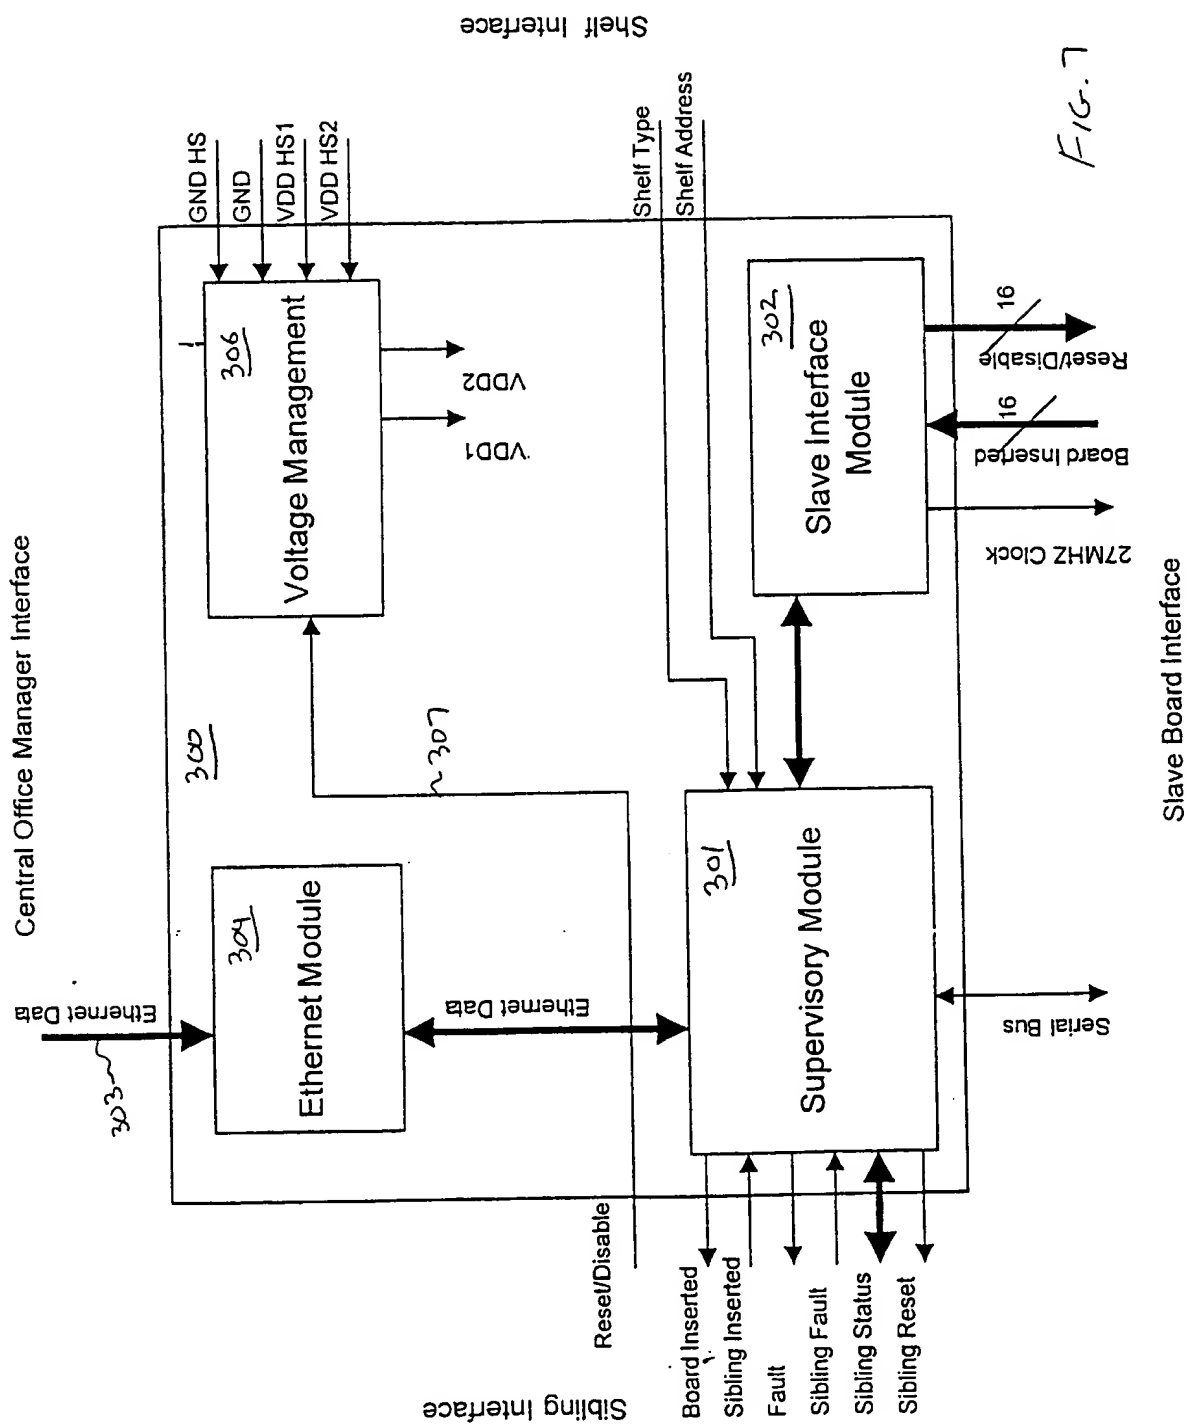 Central Office Manager Interface
Shelf Interface
Sibling Interface
Slave Board Interface
300
303
Ethernet Data
304
Ethernet Module
Ethernet Data
307
306
Voltage Management
GND HS
GND
VDD HS1
VDD HS2
VDD2
VDD1
Shelf Type
Shelf Address
301
Supervisory Module
302
Slave Interface
Module
Reset/Disable
Board Inserted
Sibling Inserted
Fault
Sibling Fault
Sibling Status
Sibling Reset
Serial Bus
27MHZ Clock
Board Inserted
16
Reset/Disable
16
FIG. 7